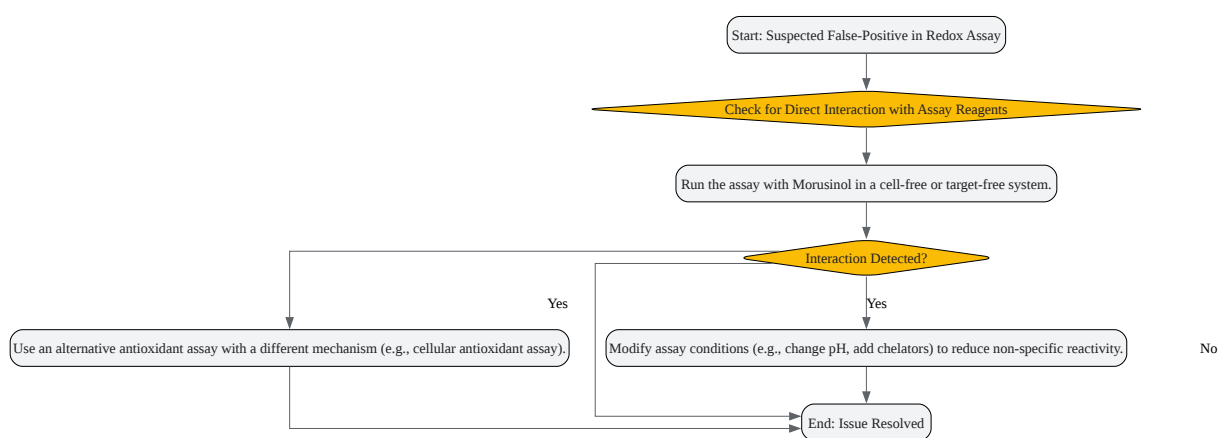 Start: Suspected False-Positive in Redox Assay
Check for Direct Interaction with Assay Reagents
Run the assay with Morusinol in a cell-free or target-free system.
Interaction Detected?
Yes
Yes
Use an alternative antioxidant assay with a different mechanism (e.g., cellular antioxidant assay).
Modify assay conditions (e.g., change pH, add chelators) to reduce non-specific reactivity.
No
End: Issue Resolved